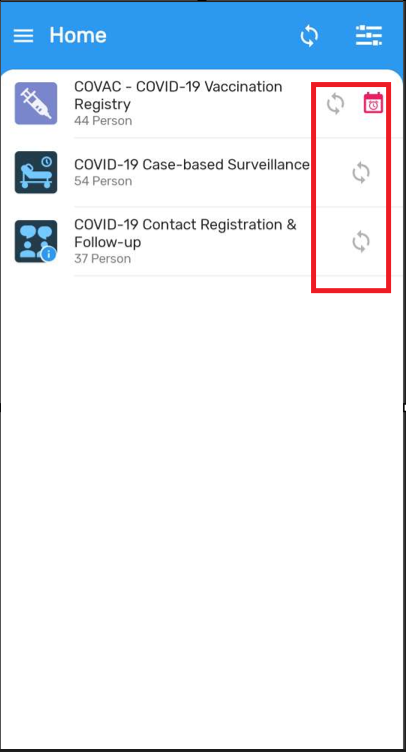 Home
COVAC - COVID-19 Vaccination
Registry
44 Person
COVID-19 Case-based Surveillance
54 Person
COVID-19 Contact Registration &
Follow-up
37 Person